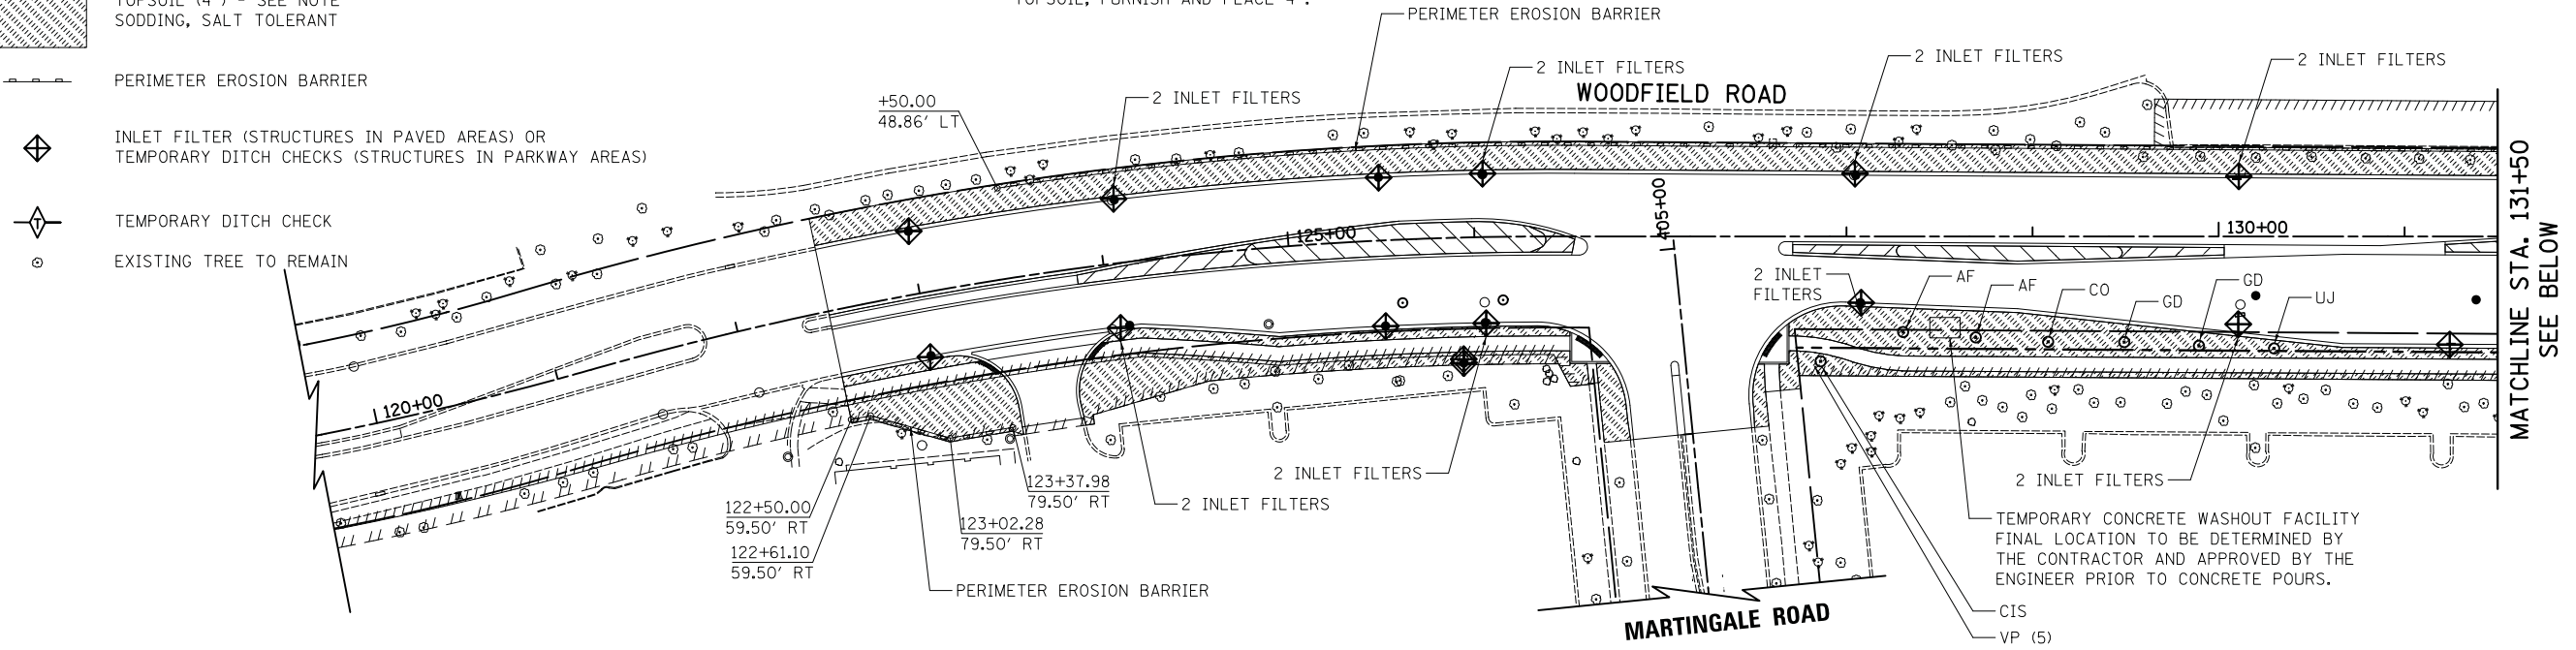 TOPSOIL (4") - SEE NOTE
SODDING, SALT TOLERANT
PERIMETER EROSION BARRIER
INLET FILTER (STRUCTURES IN PAVED AREAS) OR
TEMPORARY DITCH CHECKS (STRUCTURES IN PARKWAY AREAS)
T
TEMPORARY DITCH CHECK
EXISTING TREE TO REMAIN
TOPSOIL, FURNISH AND PLACE 4".
PERIMETER EROSION BARRIER
2 INLET FILTERS
2 INLET FILTERS
2 INLET FILTERS
2 INLET FILTERS
WOODFIELD ROAD
+50.00
48.86' LT
125+00
405+00
130+00
120+00
2 INLET
FILTERS
AF
AF
CO
GD
GD
UJ
MATCHLINE STA. 131+50
SEE BELOW
122+50.00
59.50' RT
122+61.10
59.50' RT
123+37.98
79.50' RT
123+02.28
79.50' RT
2 INLET FILTERS
2 INLET FILTERS
2 INLET FILTERS
PERIMETER EROSION BARRIER
TEMPORARY CONCRETE WASHOUT FACILITY
FINAL LOCATION TO BE DETERMINED BY
THE CONTRACTOR AND APPROVED BY THE
ENGINEER PRIOR TO CONCRETE POURS.
CIS
VP (5)
MARTINGALE ROAD